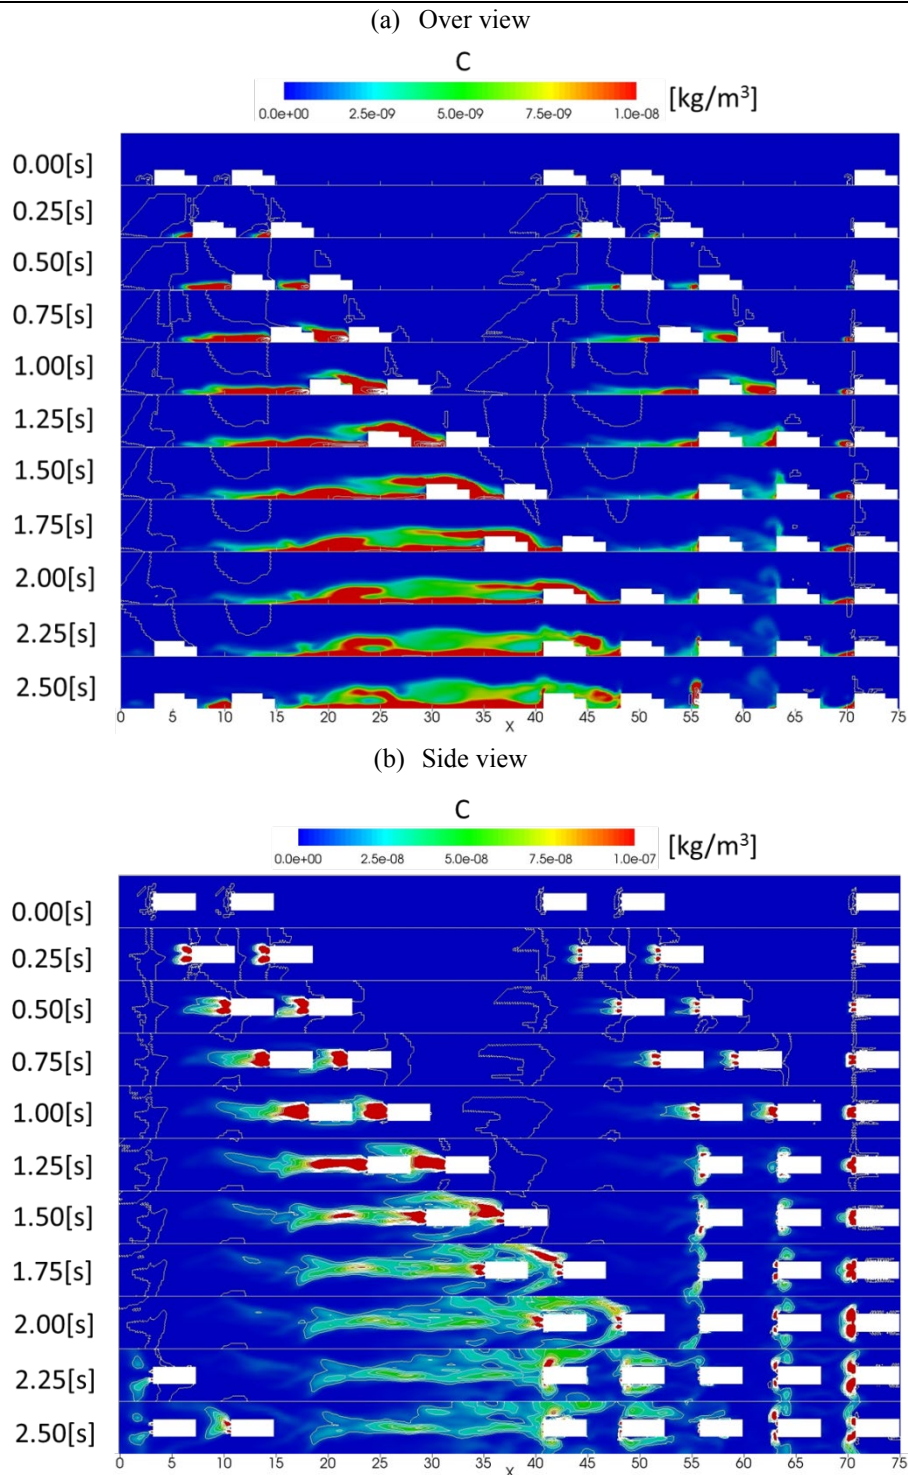 (a) Over view
C
0.0e+00 2.5e-09 5.0e-09 7.5e-09 1.0e-08 [kg/m³]
0.00[s]
0.25[s]
0.50[s]
0.75[s]
1.00[s]
1.25[s]
1.50[s]
1.75[s]
2.00[s]
2.25[s]
2.50[s]
0 5 10 15 20 25 30 35 40 45 50 55 60 65 70 75
X
(b) Side view
C
0.0e+00 2.5e-08 5.0e-08 7.5e-08 1.0e-07 [kg/m³]
0.00[s]
0.25[s]
0.50[s]
0.75[s]
1.00[s]
1.25[s]
1.50[s]
1.75[s]
2.00[s]
2.25[s]
2.50[s]
0 5 10 15 20 25 30 35 40 45 50 55 60 65 70 75
X